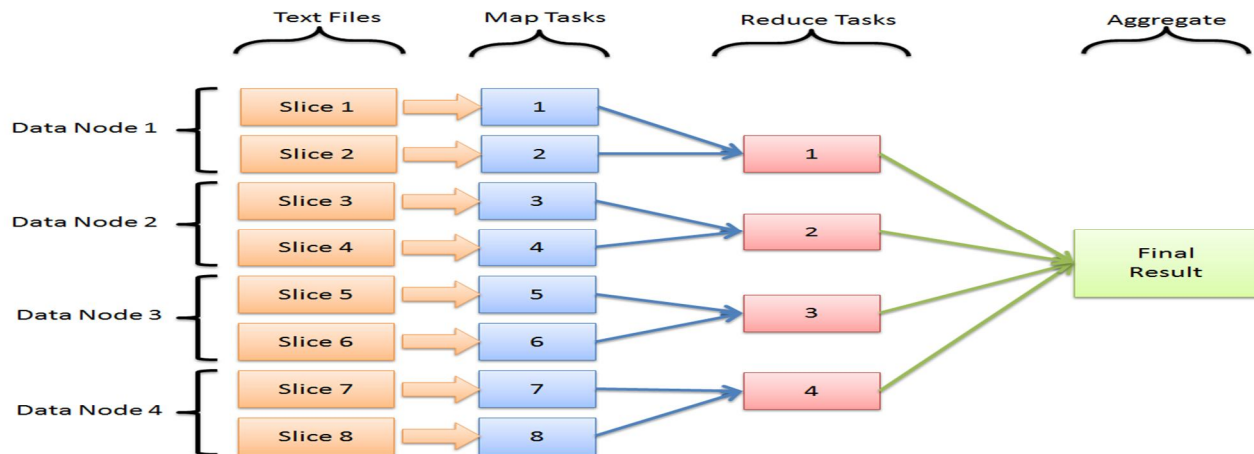 Text Files
Map Tasks
Reduce Tasks
Aggregate
Data Node 1
Slice 1
1
Slice 2
2
1
Data Node 2
Slice 3
3
Slice 4
4
2
Final
Result
Data Node 3
Slice 5
5
Slice 6
6
3
Data Node 4
Slice 7
7
Slice 8
8
4